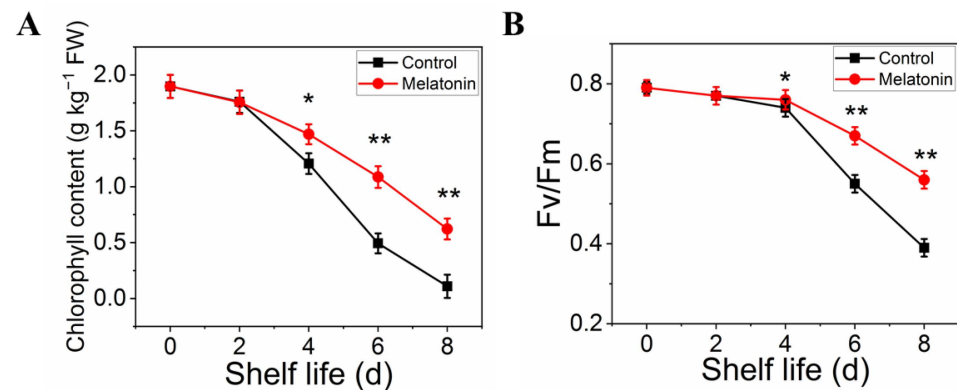 A
Chlorophyll content (g kg⁻¹ FW)
2.0
1.5
1.0
0.5
0.0
Control
Melatonin
*
**
**
0 2 4 6 8
Shelf life (d)
B
Fv/Fm
0.8
0.6
0.4
0.2
Control
Melatonin
*
**
**
0 2 4 6 8
Shelf life (d)